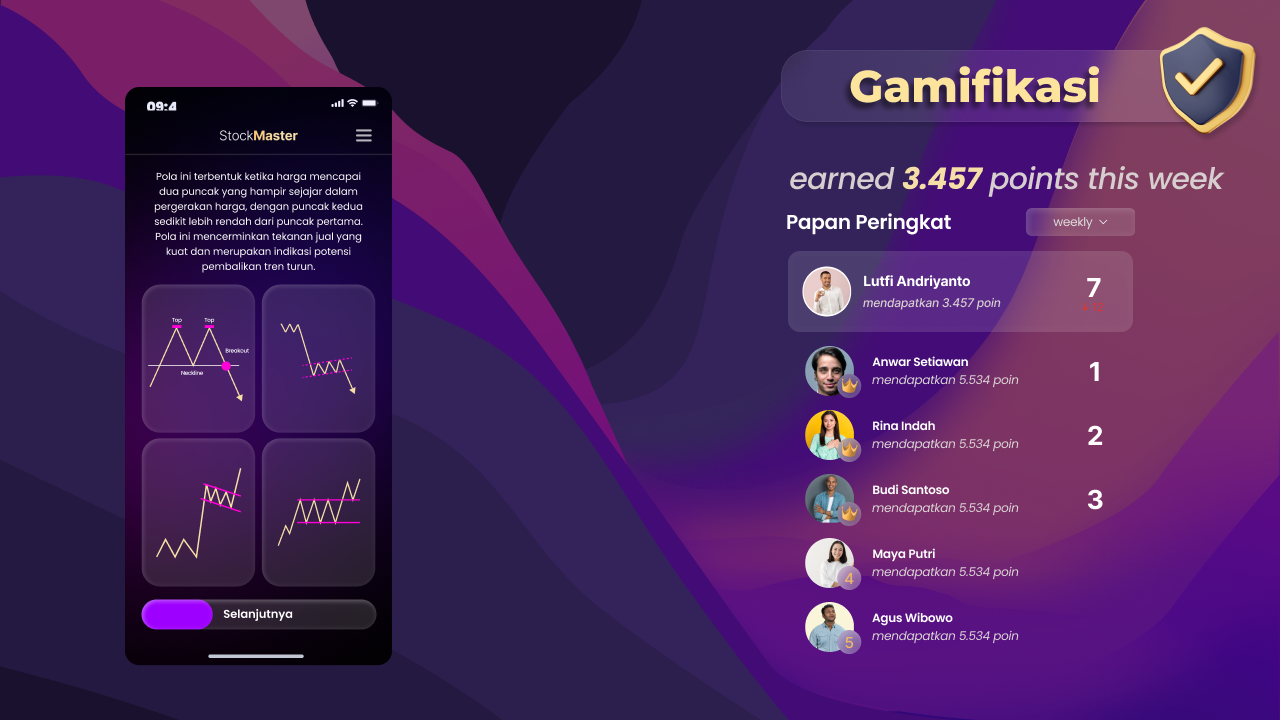 09:4
StockMaster
Pola ini terbentuk ketika harga mencapai
dua puncak yang hampir sejajar dalam
pergerakan harga, dengan puncak kedua
sedikit lebih rendah dari puncak pertama.
Pola ini mencerminkan tekanan jual yang
kuat dan merupakan indikasi potensi
pembalikan tren turun.
Top Top
Breakout
Neckline
Selanjutnya
Gamifikasi
earned 3.457 points this week
Papan Peringkat
weekly
Lutfi Andriyanto
7
mendapatkan 3.457 poin
Anwar Setiawan
1
mendapatkan 5.534 poin
Rina Indah
2
mendapatkan 5.534 poin
Budi Santoso
3
mendapatkan 5.534 poin
Maya Putri
4
mendapatkan 5.534 poin
Agus Wibowo
5
mendapatkan 5.534 poin